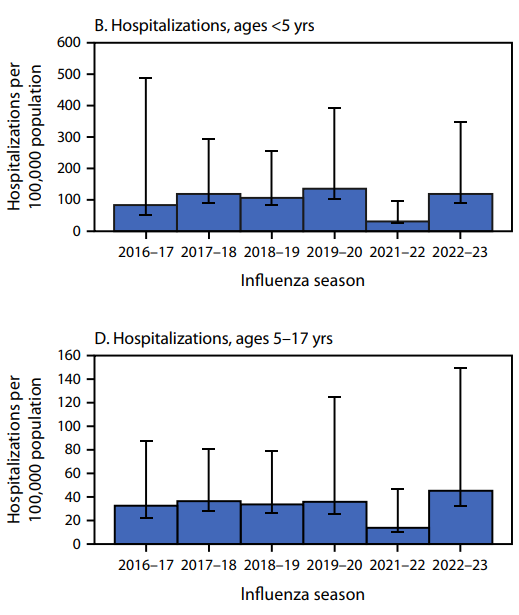 B. Hospitalizations, ages <5 yrs
Hospitalizations per
100,000 population
600
500
400
300
200
100
0
2016–17 2017–18 2018–19 2019–20 2021–22 2022–23
Influenza season
D. Hospitalizations, ages 5–17 yrs
Hospitalizations per
100,000 population
160
140
120
100
80
60
40
20
0
2016–17 2017–18 2018–19 2019–20 2021–22 2022–23
Influenza season